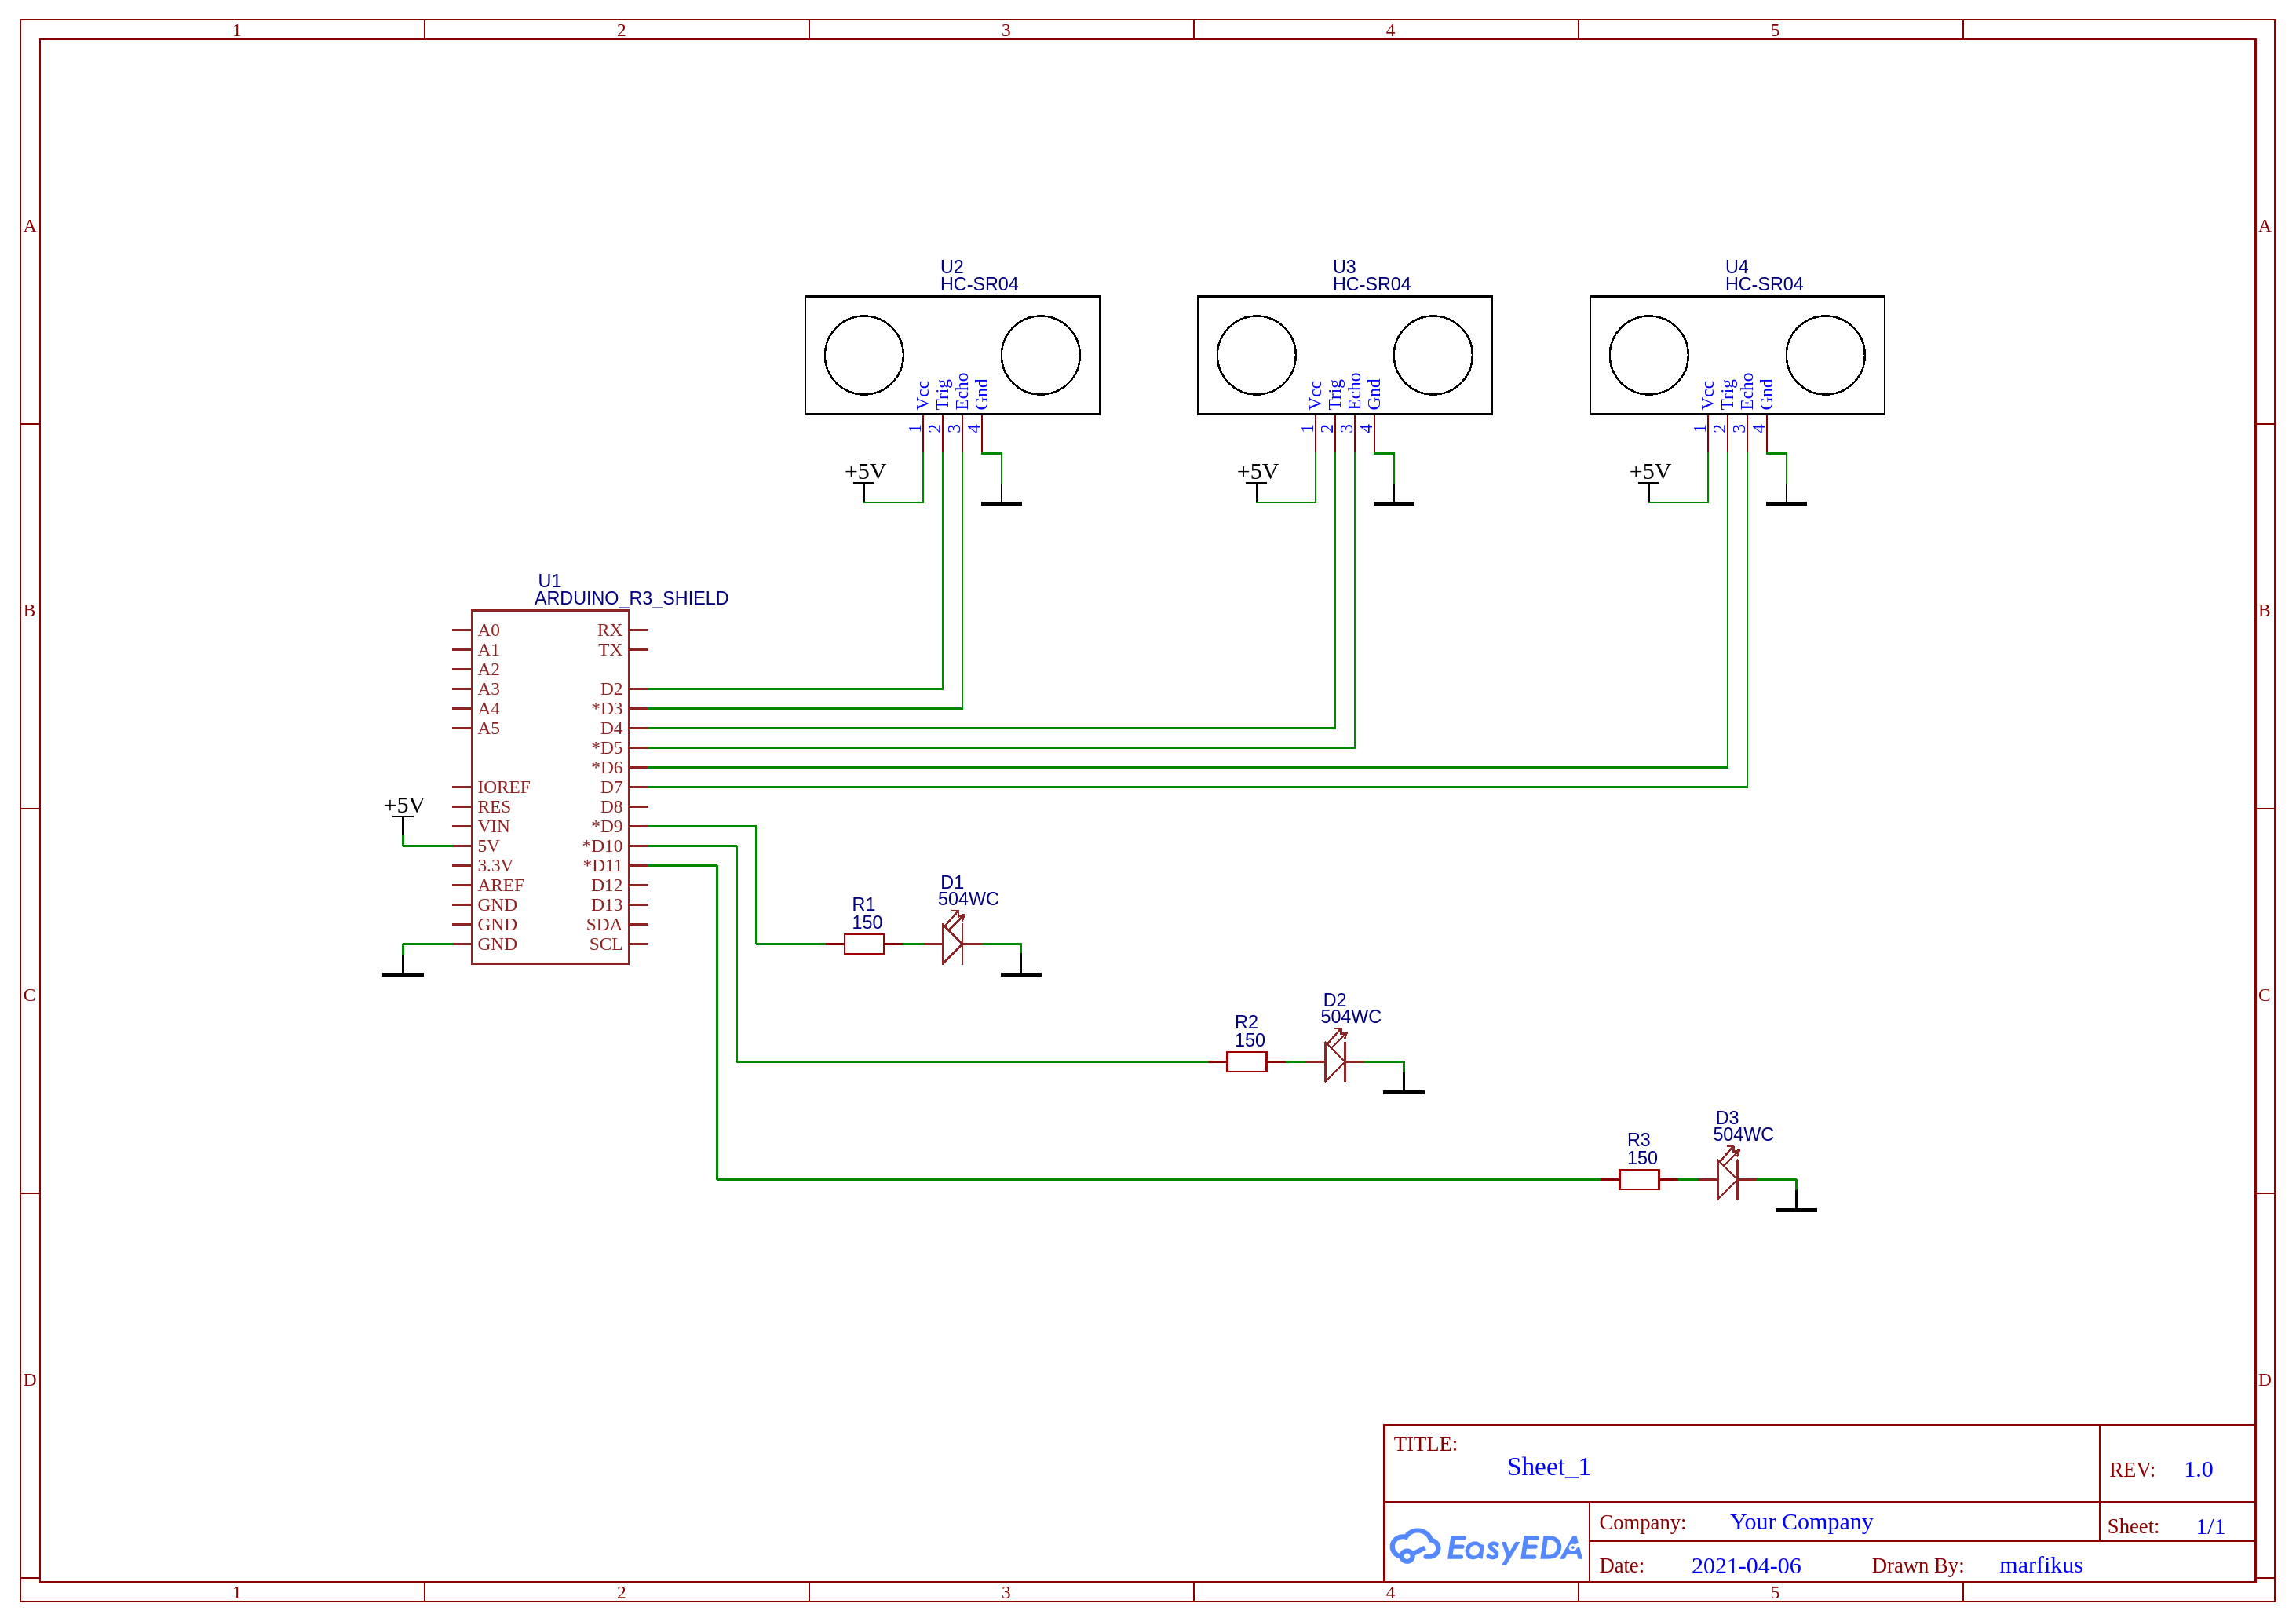 1 2 3 4 5
A A
U2
HC-SR04
Vcc
Trig
Echo
Gnd
1
2
3
4
+5V
U3
HC-SR04
Vcc
Trig
Echo
Gnd
1
2
3
4
+5V
U4
HC-SR04
Vcc
Trig
Echo
Gnd
1
2
3
4
+5V
B B
U1
ARDUINO_R3_SHIELD
A0 RX
A1 TX
A2
A3 D2
A4 *D3
A5 D4
*D5
*D6
IOREF D7
RES D8
VIN *D9
5V *D10
3.3V *D11
AREF D12
GND D13
GND SDA
GND SCL
+5V
C C
R1
150
D1
504WC
R2
150
D2
504WC
R3
150
D3
504WC
D D
TITLE:
Sheet_1
REV: 1.0
EasyEDA
Company: Your Company
Sheet: 1/1
Date: 2021-04-06 Drawn By: marfikus
1 2 3 4 5